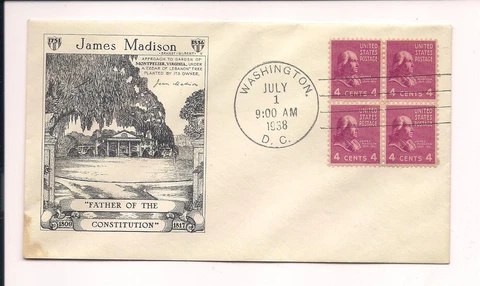 1751
1836
James Madison
APPROACH TO GARDEN OF
MONTPELIER, VIRGINIA, UNDER
A CEDAR OF LEBANON TREE
PLANTED BY ITS OWNER,
James Madison
"FATHER OF THE
CONSTITUTION"
1809
1817
WASHINGTON,
JULY
1
9:00 AM
1938
D. C.
UNITED
STATES
POSTAGE
4 CENTS 4
UNITED
STATES
POSTAGE
4 CENTS 4
UNITED
STATES
POSTAGE
4 CENTS 4
UNITED
STATES
POSTAGE
4 CENTS 4